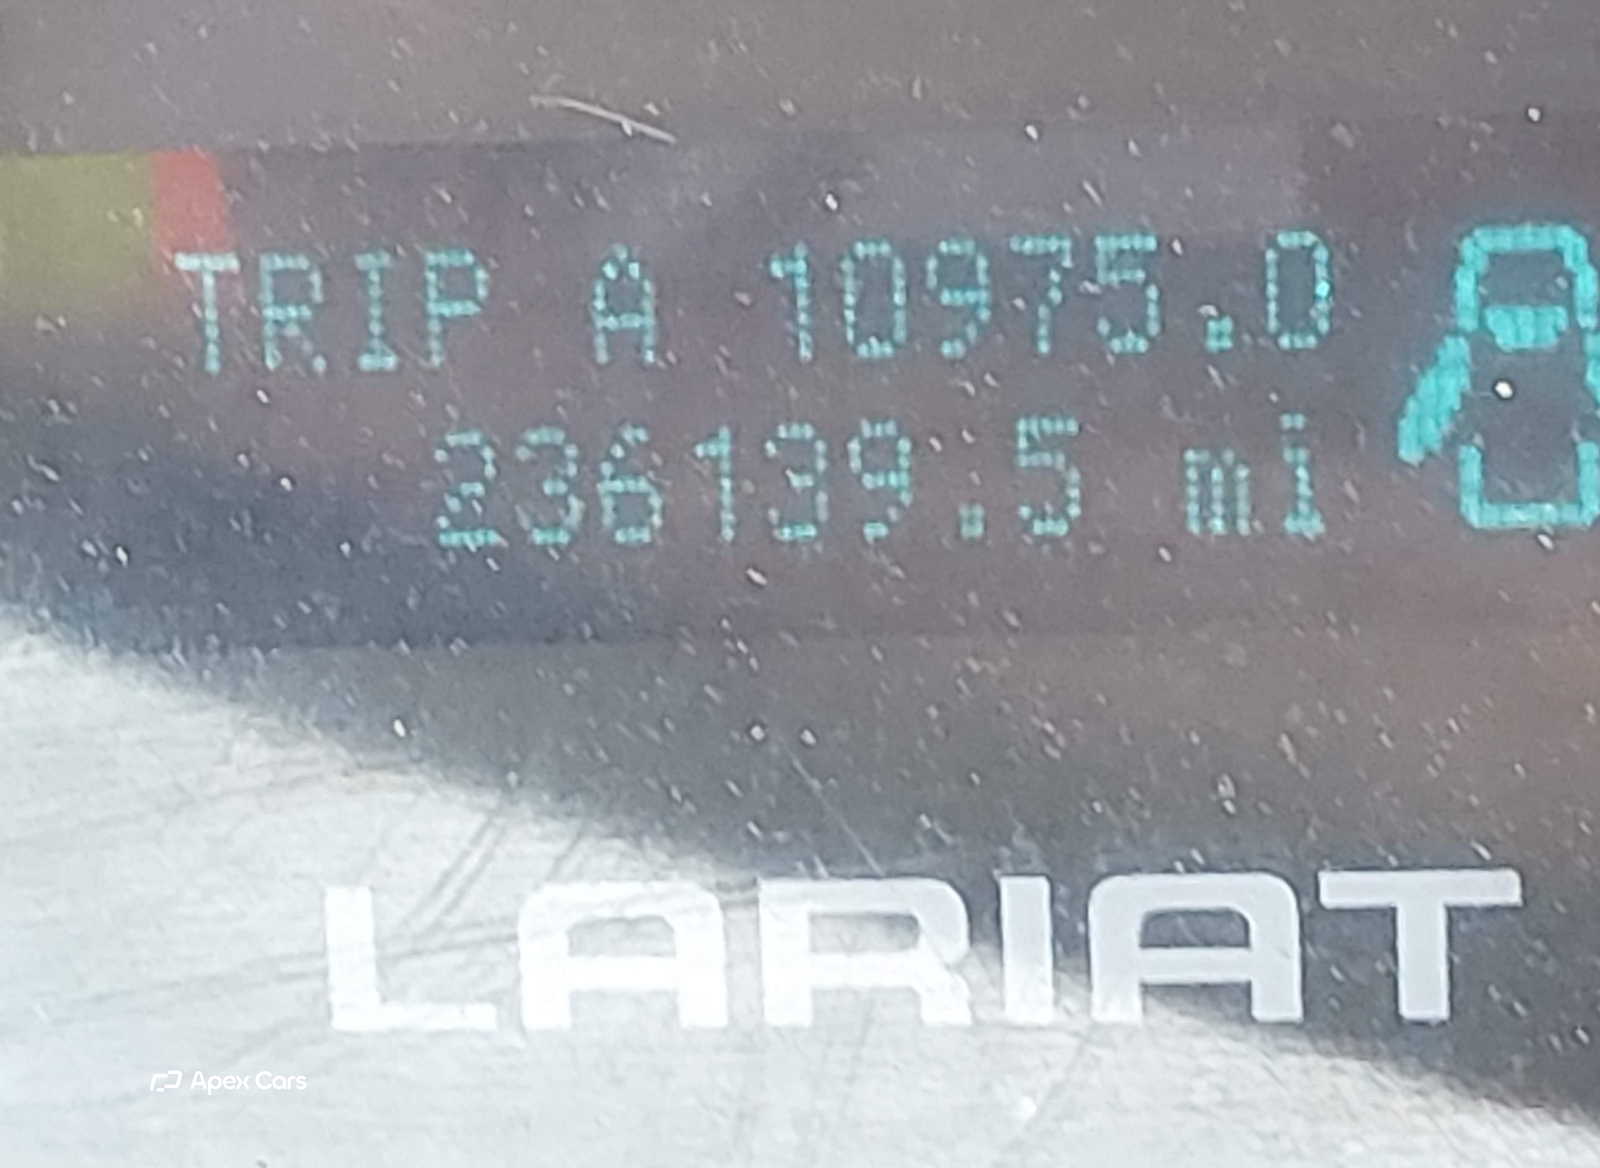 TRIP A 10975.0
236139.5 mi
LARIAT
Apex Cars